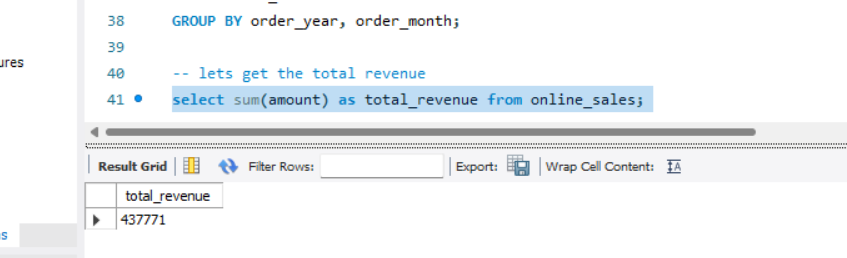 38 GROUP BY order_year, order_month;
39
ures
40 -- lets get the total revenue
41 select sum(amount) as total_revenue from online_sales;
Result Grid Filter Rows: Export: Wrap Cell Content:
total_revenue
437771
s